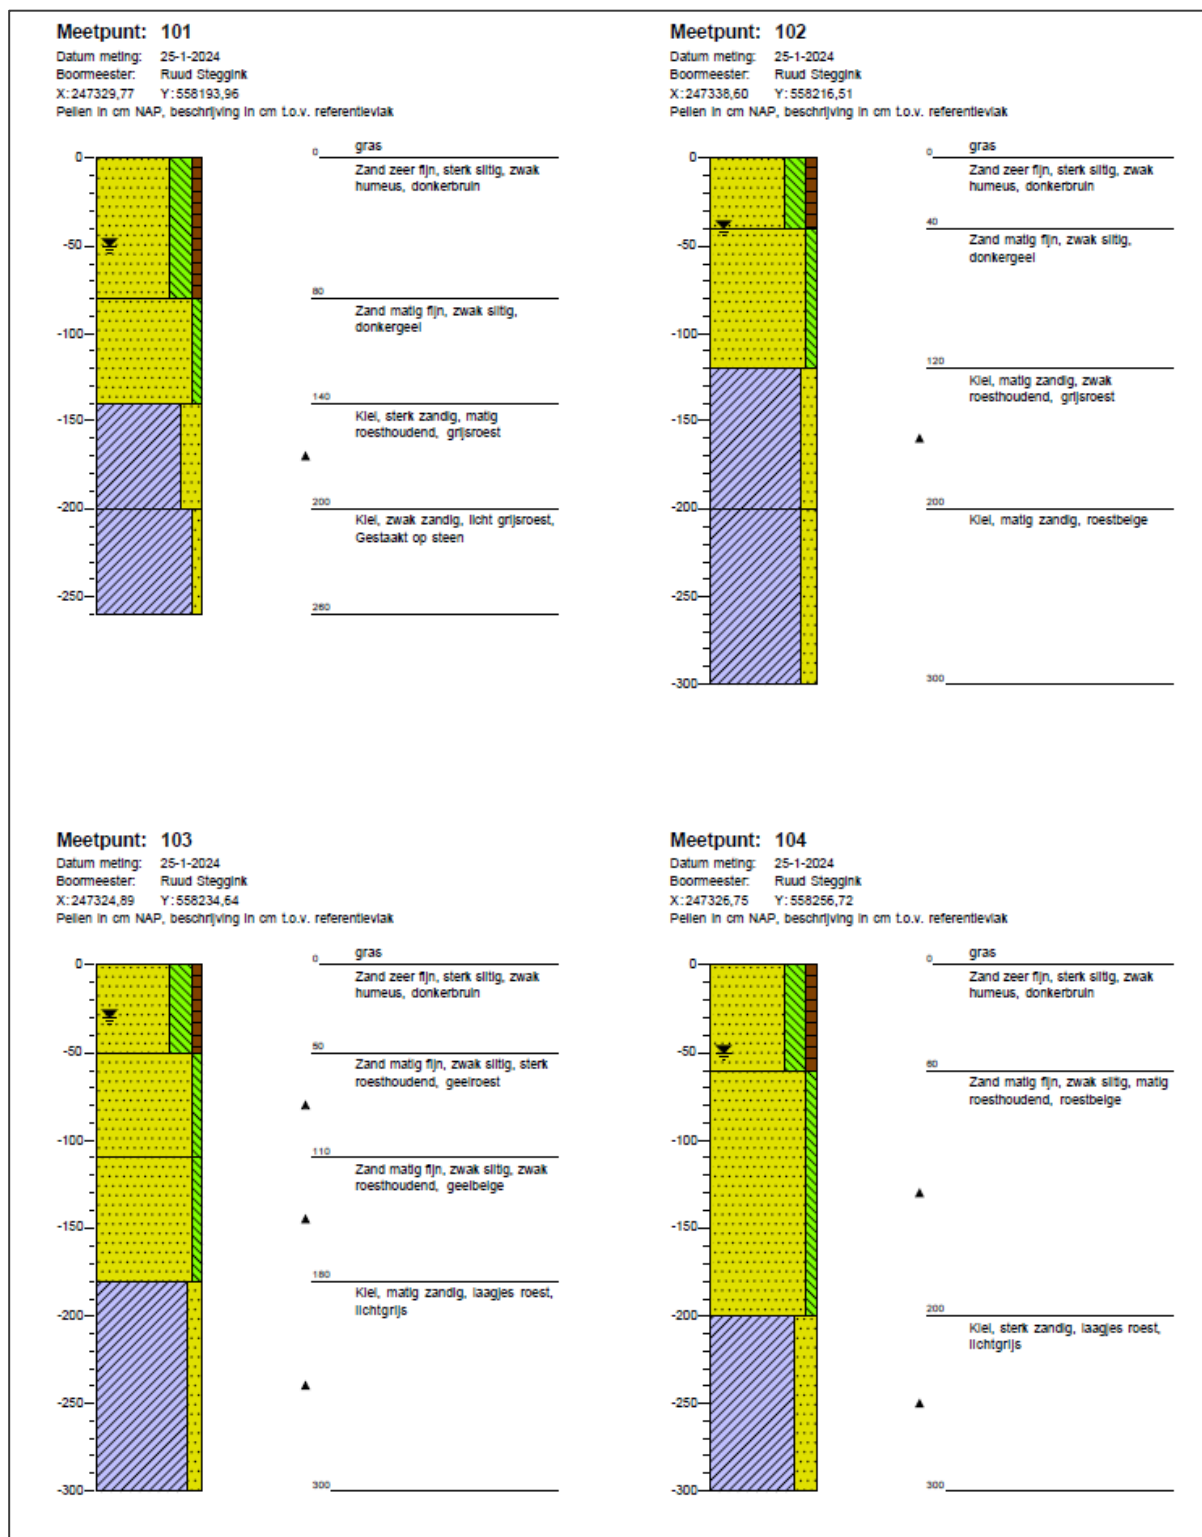 Meetpunt: 101
Datum meting: 25-1-2024
Boormeester: Ruud Steggink
X:247329,77 Y:558193,96
Peilen in cm NAP, beschrijving in cm t.o.v. referentievlak
0
-50
-100
-150
-200
-250
0 gras
Zand zeer fijn, sterk siltig, zwak
humeus, donkerbruin
80
Zand matig fijn, zwak siltig,
donkergeel
140
Klei, sterk zandig, matig
roesthoudend, grijsroest
200
Klei, zwak zandig, licht grijsroest,
Gestaakt op steen
260
Meetpunt: 102
Datum meting: 25-1-2024
Boormeester: Ruud Steggink
X:247338,60 Y:558216,51
Peilen in cm NAP, beschrijving in cm t.o.v. referentievlak
0
-50
-100
-150
-200
-250
-300
0 gras
Zand zeer fijn, sterk siltig, zwak
humeus, donkerbruin
40
Zand matig fijn, zwak siltig,
donkergeel
120
Klei, matig zandig, zwak
roesthoudend, grijsroest
200
Klei, matig zandig, roestbeige
300
Meetpunt: 103
Datum meting: 25-1-2024
Boormeester: Ruud Steggink
X:247324,89 Y:558234,64
Peilen in cm NAP, beschrijving in cm t.o.v. referentievlak
0
-50
-100
-150
-200
-250
-300
0 gras
Zand zeer fijn, sterk siltig, zwak
humeus, donkerbruin
50
Zand matig fijn, zwak siltig, sterk
roesthoudend, geelroest
110
Zand matig fijn, zwak siltig, zwak
roesthoudend, geelbeige
180
Klei, matig zandig, laagjes roest,
lichtgrijs
300
Meetpunt: 104
Datum meting: 25-1-2024
Boormeester: Ruud Steggink
X:247326,75 Y:558256,72
Peilen in cm NAP, beschrijving in cm t.o.v. referentievlak
0
-50
-100
-150
-200
-250
-300
0 gras
Zand zeer fijn, sterk siltig, zwak
humeus, donkerbruin
60
Zand matig fijn, zwak siltig, matig
roesthoudend, roestbeige
200
Klei, sterk zandig, laagjes roest,
lichtgrijs
300